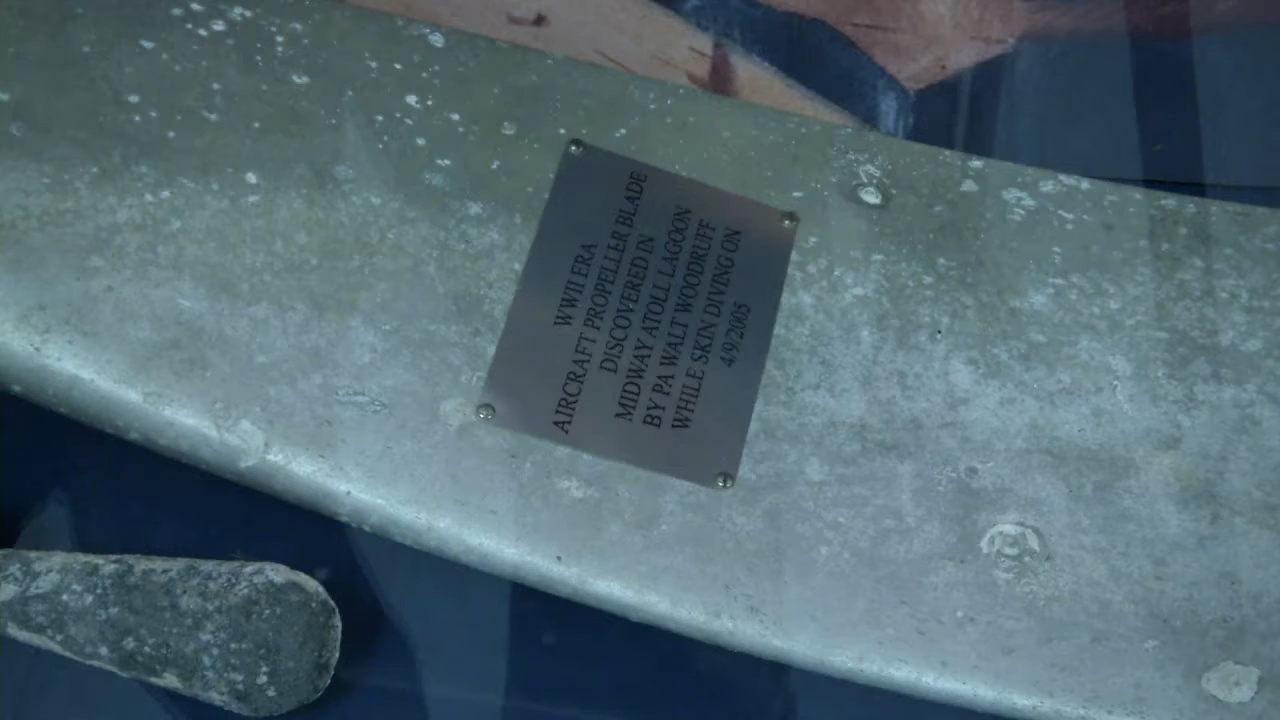 WWII ERA
AIRCRAFT PROPELLER BLADE
DISCOVERED IN
MIDWAY ATOLL LAGOON
BY PA WALT WOODRUFF
WHILE SKIN DIVING ON
4/9/2005